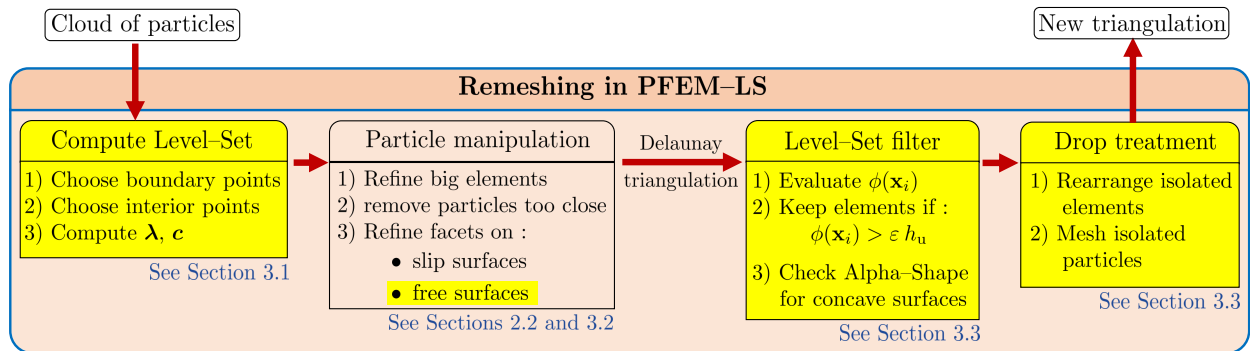 Cloud of particles
New triangulation
Remeshing in PFEM–LS
Compute Level–Set
1) Choose boundary points
2) Choose interior points
3) Compute λ, c
See Section 3.1
Particle manipulation
1) Refine big elements
2) remove particles too close
3) Refine facets on :
• slip surfaces
• free surfaces
See Sections 2.2 and 3.2
Delaunay
triangulation
Level–Set filter
1) Evaluate ϕ(xᵢ)
2) Keep elements if :
ϕ(xᵢ) > ε hᵤ
3) Check Alpha–Shape
for concave surfaces
See Section 3.3
Drop treatment
1) Rearrange isolated
elements
2) Mesh isolated
particles
See Section 3.3